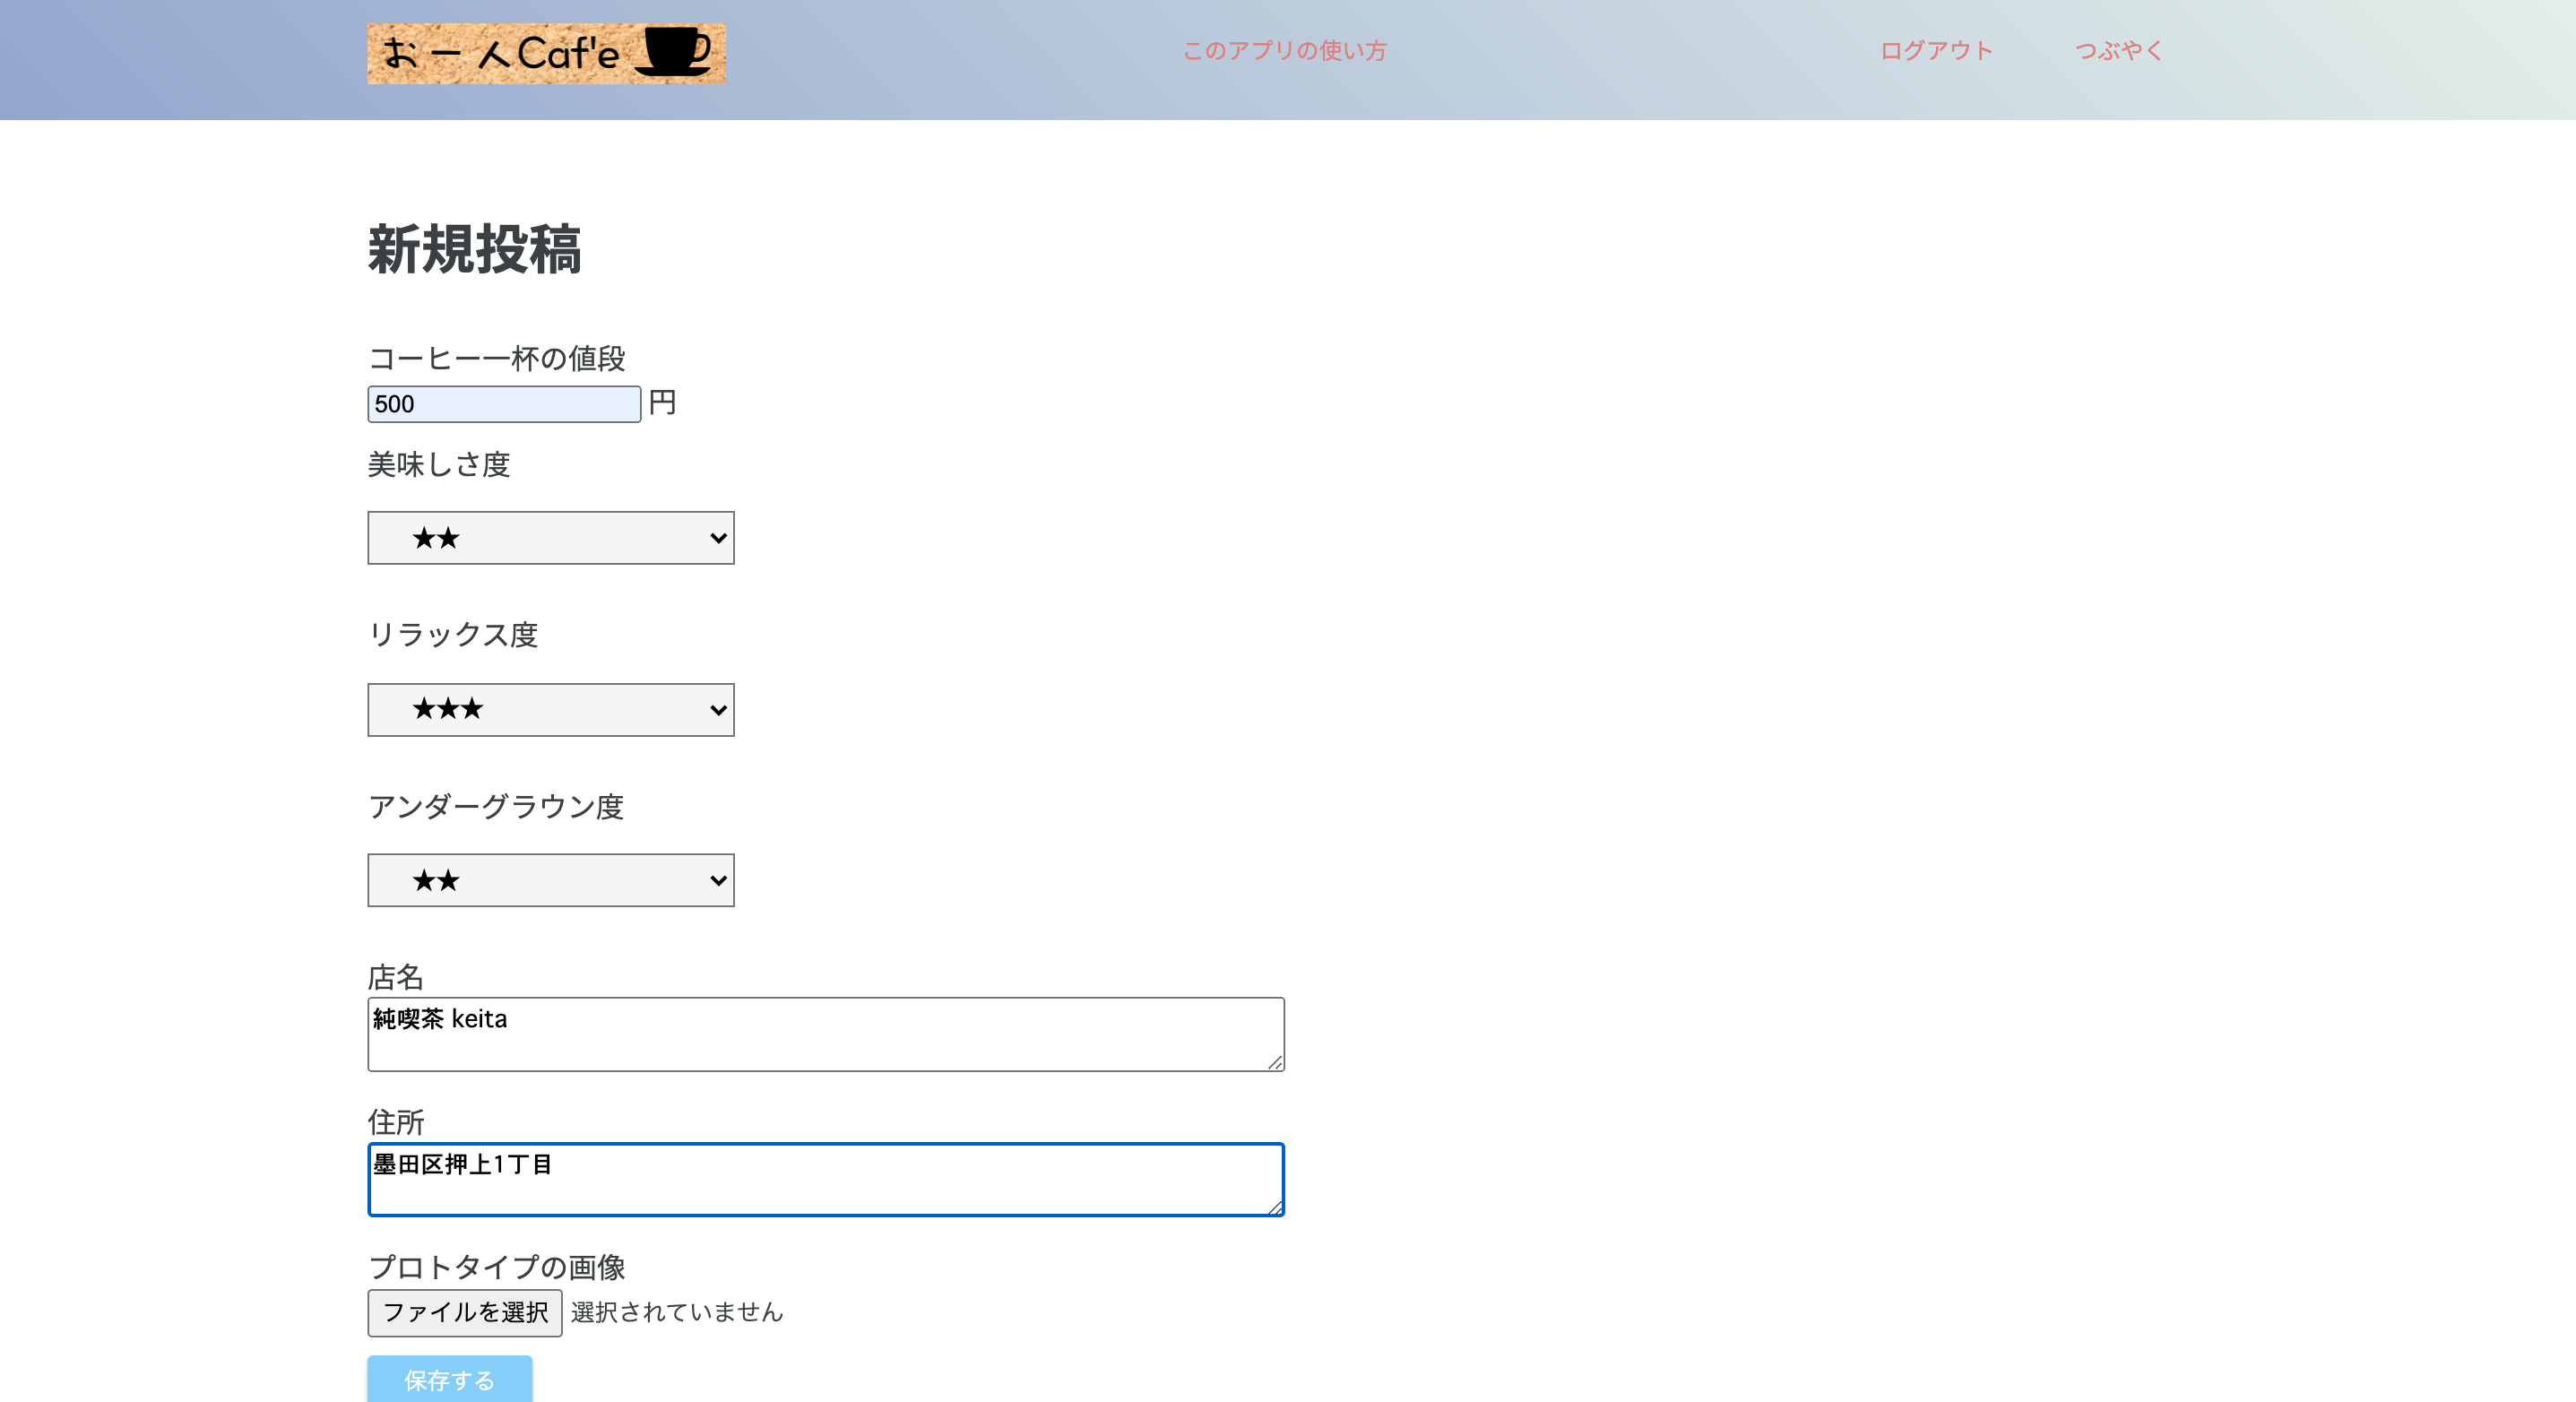 お一人Caf'e
このアプリの使い方
ログアウト
つぶやく
新規投稿
コーヒー一杯の値段
500 円
美味しさ度
★★
リラックス度
★★★
アンダーグラウン度
★★
店名
純喫茶 keita
住所
墨田区押上1丁目
プロトタイプの画像
ファイルを選択 選択されていません
保存する